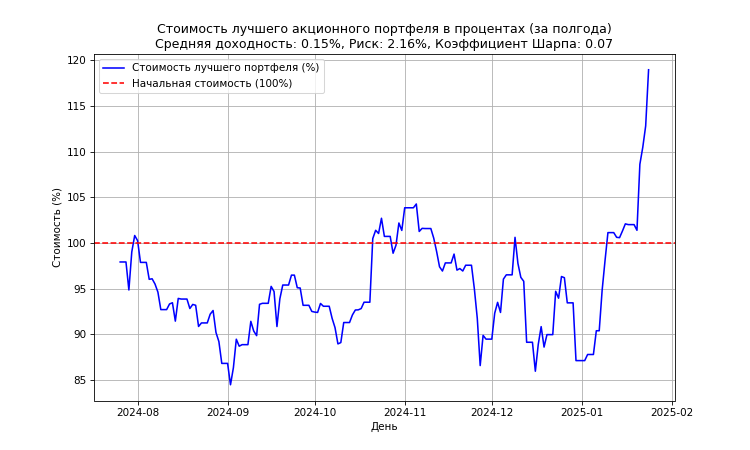 Стоимость лучшего акционного портфеля в процентах (за полгода)
Средняя доходность: 0.15%, Риск: 2.16%, Коэффициент Шарпа: 0.07
Стоимость лучшего портфеля (%)
Начальная стоимость (100%)
Стоимость (%)
120
115
110
105
100
95
90
85
2024-08 2024-09 2024-10 2024-11 2024-12 2025-01 2025-02
День